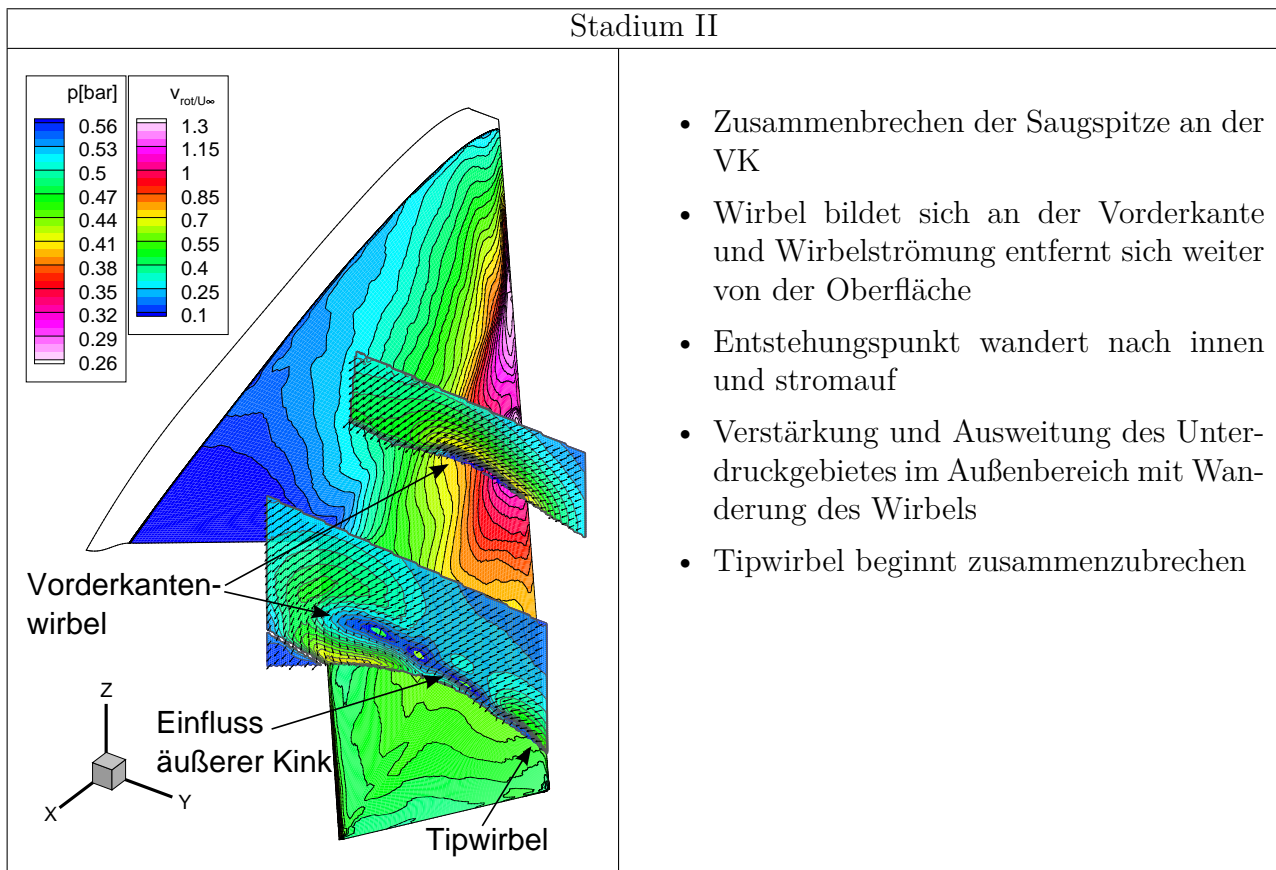 Stadium II
p[bar]
0.56
0.53
0.5
0.47
0.44
0.41
0.38
0.35
0.32
0.29
0.26
v_rot/U∞
1.3
1.15
1
0.85
0.7
0.55
0.4
0.25
0.1
Vorderkanten-
wirbel
Einfluss
äußerer Kink
Tipwirbel
Z
X
Y
• Zusammenbrechen der Saugspitze an der
VK
• Wirbel bildet sich an der Vorderkante
und Wirbelströmung entfernt sich weiter
von der Oberfläche
• Entstehungspunkt wandert nach innen
und stromauf
• Verstärkung und Ausweitung des Unter-
druckgebietes im Außenbereich mit Wan-
derung des Wirbels
• Tipwirbel beginnt zusammenzubrechen